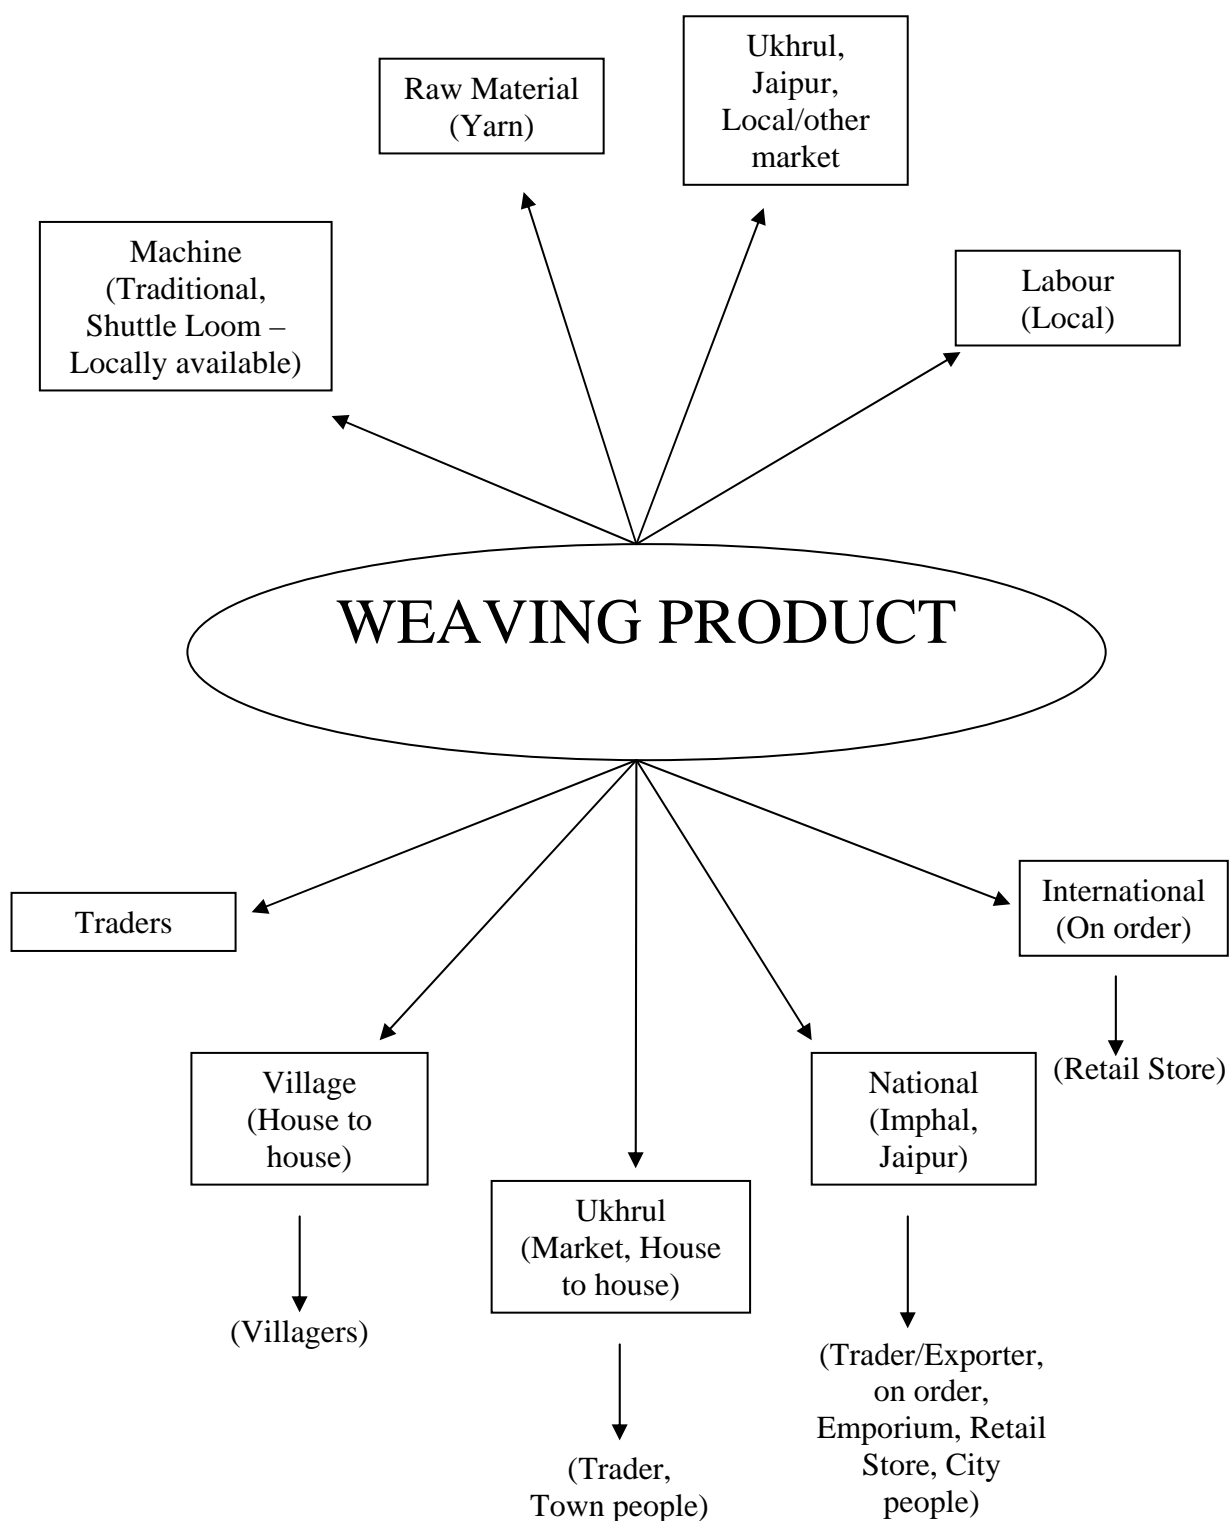 Ukhrul,
Jaipur,
Local/other
market
Raw Material
(Yarn)
Machine
(Traditional,
Shuttle Loom –
Locally available)
Labour
(Local)
WEAVING PRODUCT
Traders
International
(On order)
(Retail Store)
Village
(House to
house)
(Villagers)
Ukhrul
(Market, House
to house)
(Trader,
Town people)
National
(Imphal,
Jaipur)
(Trader/Exporter,
on order,
Emporium, Retail
Store, City
people)